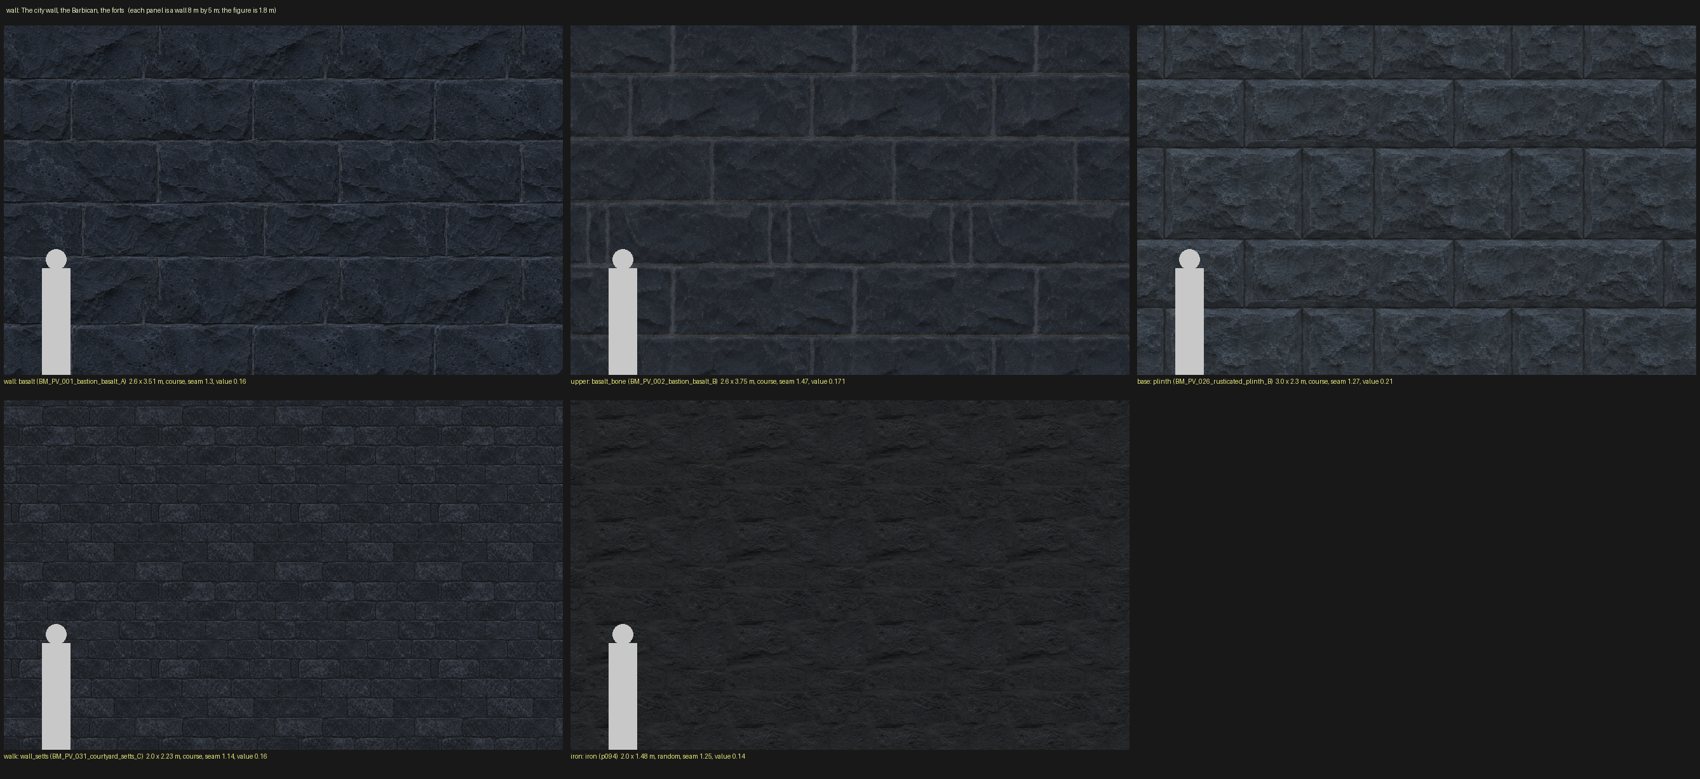 wall: The city wall, the Barbican, the forts (each panel is a wall 8 m by 5 m; the figure is 1.8 m)
wall: basalt (BM_PV_001_bastion_basalt_A) 2.6 x 3.51 m, course, seam 1.3, value 0.16
upper: basalt_bone (BM_PV_002_bastion_basalt_B) 2.6 x 3.75 m, course, seam 1.47, value 0.171
base: plinth (BM_PV_026_rusticated_plinth_B) 3.0 x 2.3 m, course, seam 1.27, value 0.21
walk: wall_setts (BM_PV_031_courtyard_setts_C) 2.0 x 2.23 m, course, seam 1.14, value 0.16
iron: iron (p094) 2.0 x 1.48 m, random, seam 1.25, value 0.14